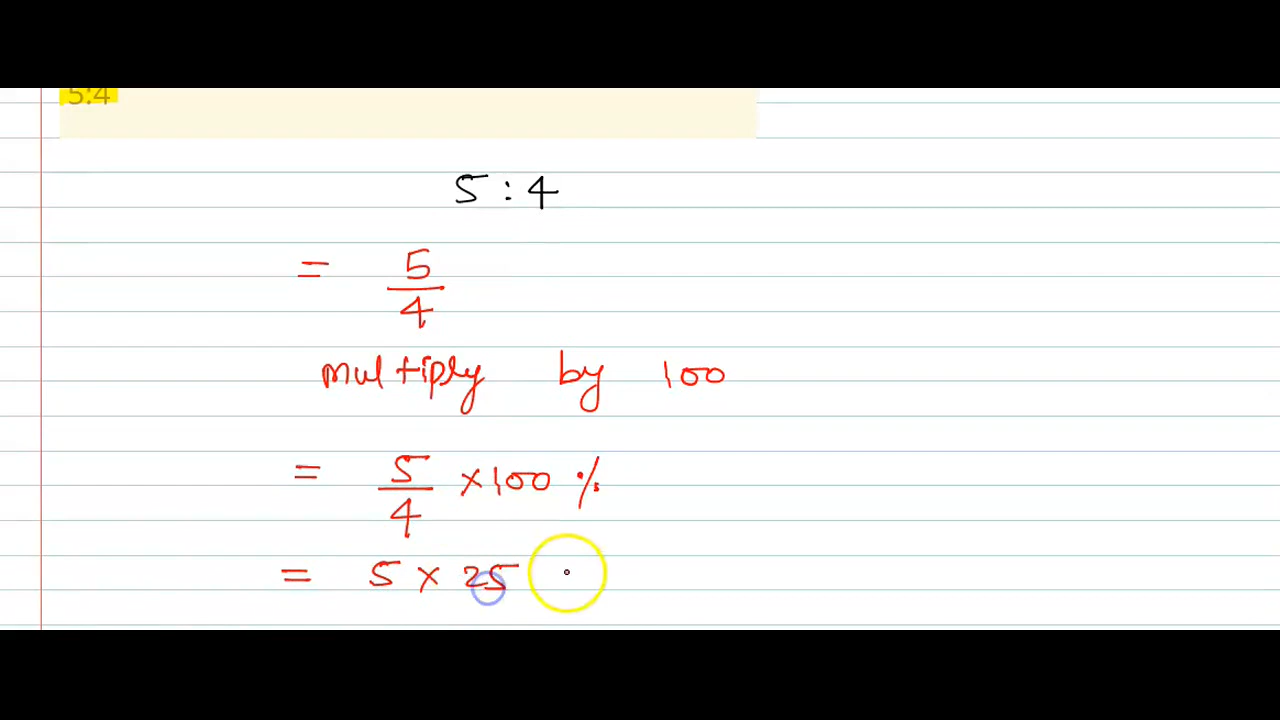 5:4
5 : 4
= 5/4
multiply by 100
= 5/4 × 100 %
= 5 × 25